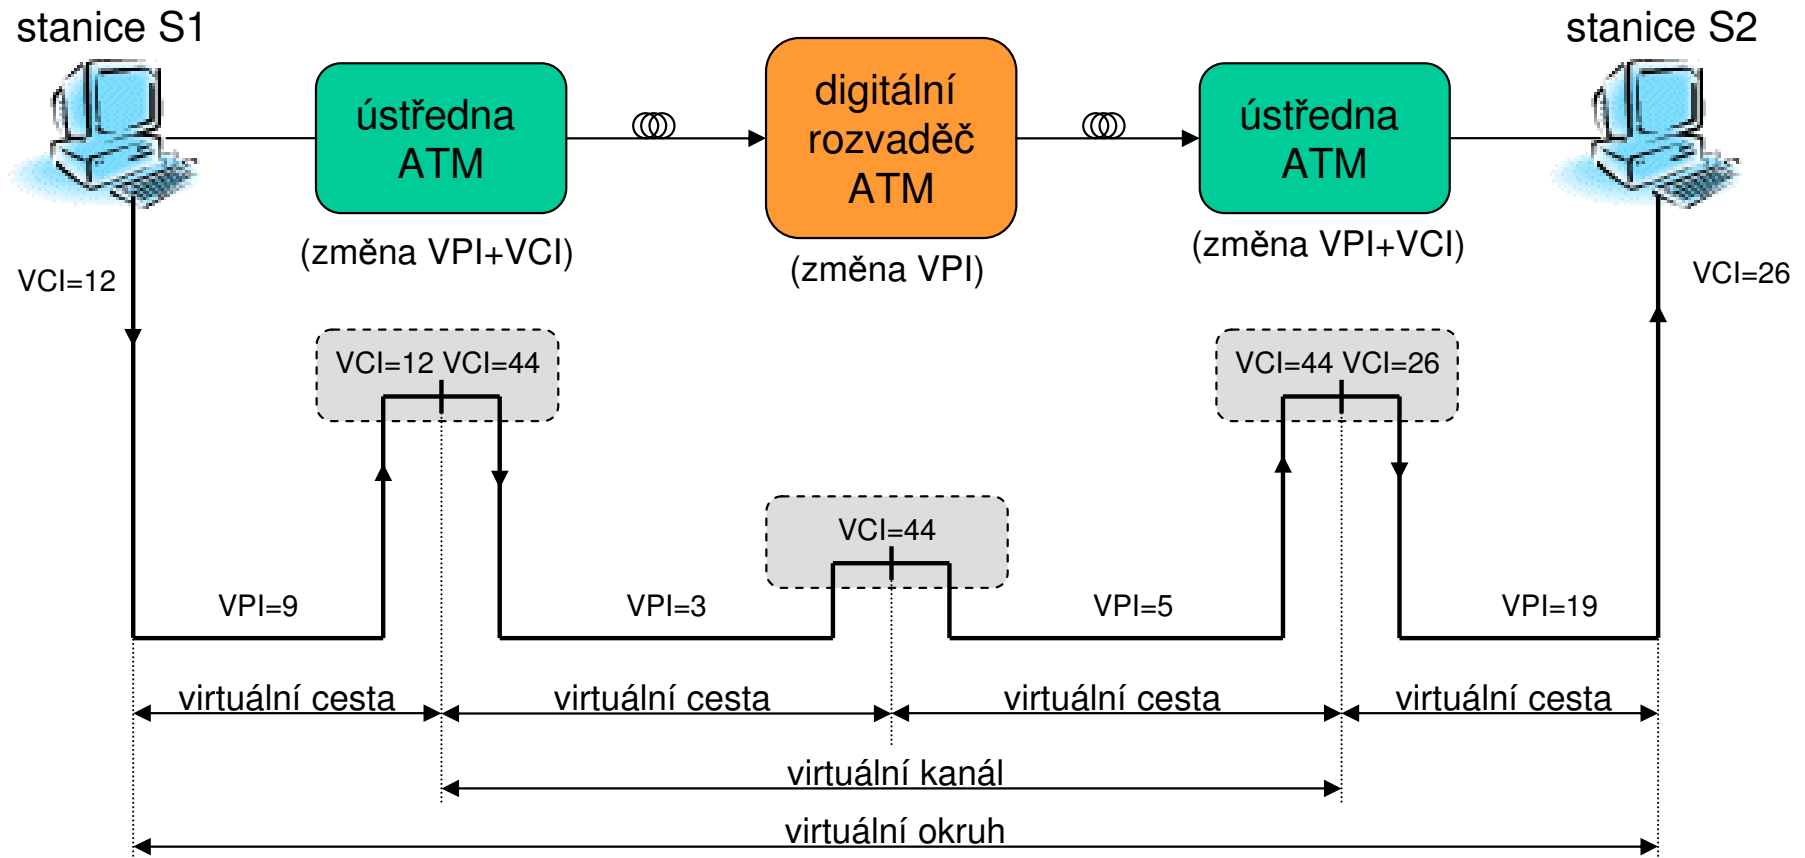 stanice S1
stanice S2
ústředna
ATM
digitální
rozvaděč
ATM
ústředna
ATM
(změna VPI+VCI)
(změna VPI)
(změna VPI+VCI)
VCI=12
VCI=26
VCI=12 VCI=44
VCI=44 VCI=26
VCI=44
VPI=9
VPI=3
VPI=5
VPI=19
virtuální cesta
virtuální cesta
virtuální cesta
virtuální cesta
virtuální kanál
virtuální okruh